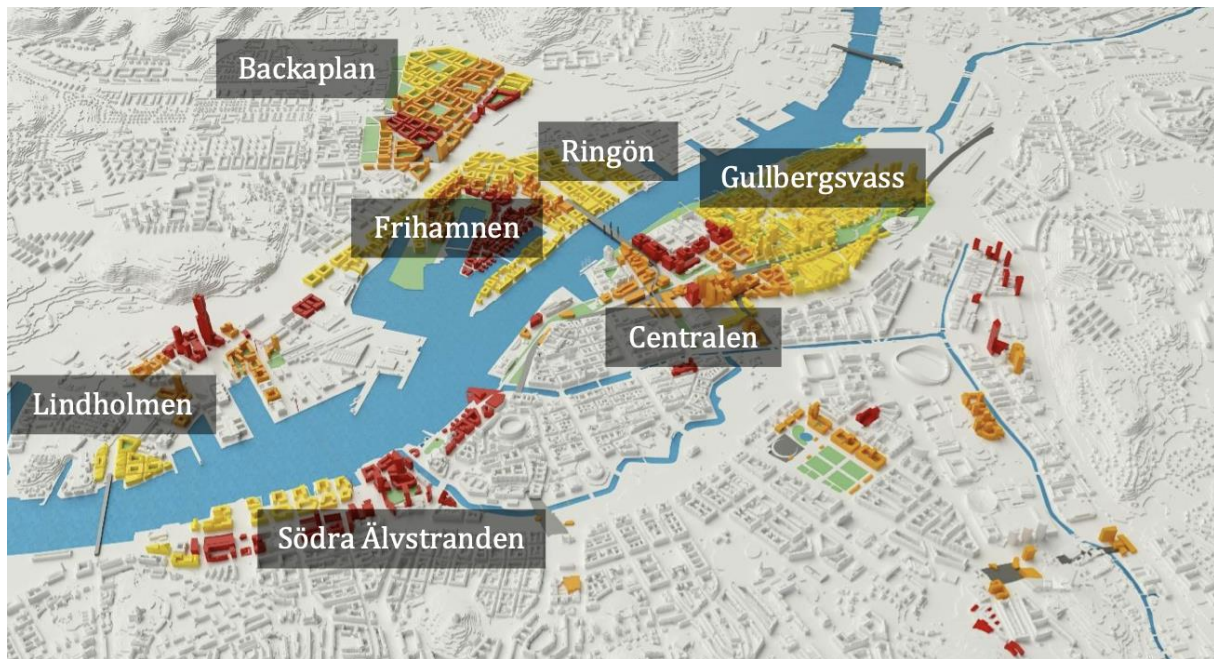 Backaplan
Ringön
Gullbergsvass
Frihamnen
Centralen
Lindholmen
Södra Älvstranden